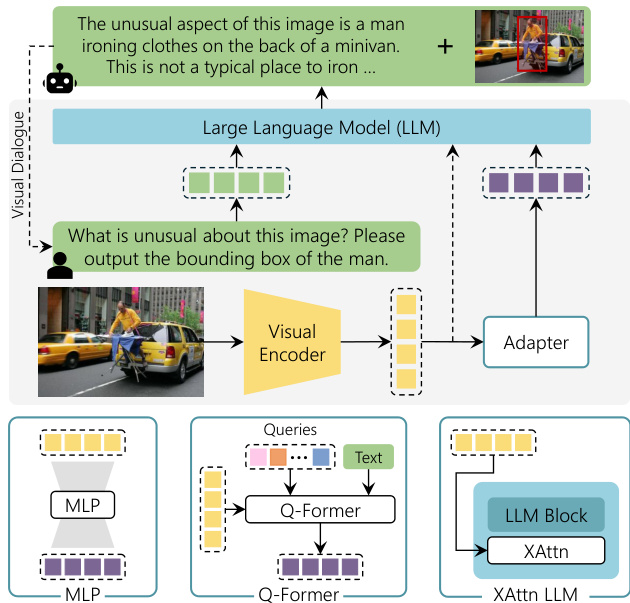 The unusual aspect of this image is a man
ironing clothes on the back of a minivan.
This is not a typical place to iron ...
+
Visual Dialogue
Large Language Model (LLM)
What is unusual about this image? Please
output the bounding box of the man.
Visual
Encoder
Adapter
MLP
MLP
Queries
Text
Q-Former
Q-Former
LLM Block
XAttn
XAttn LLM